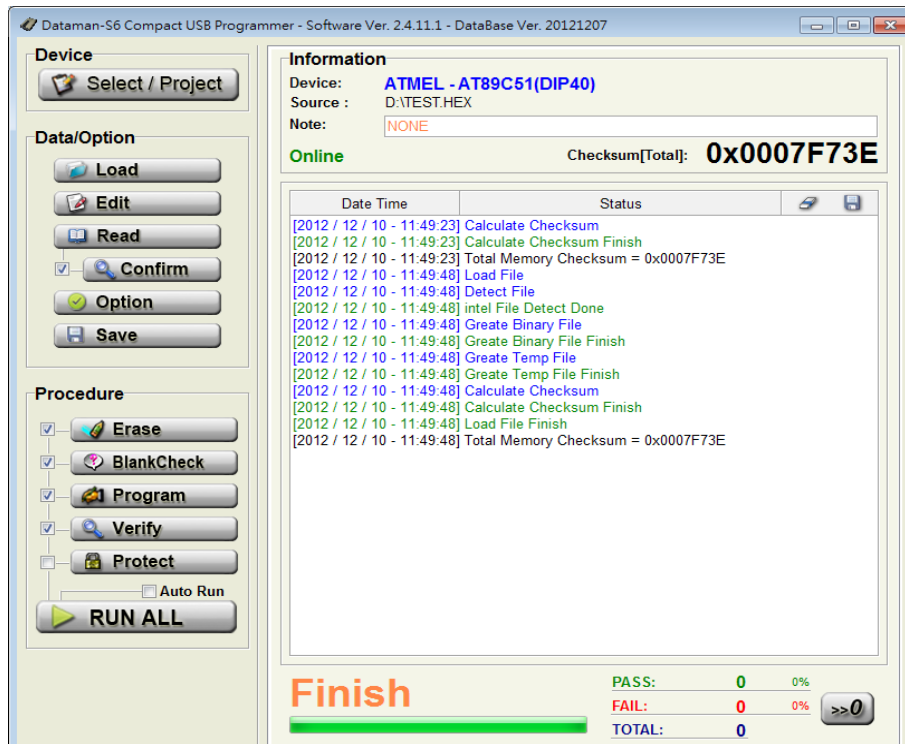 Dataman-S6 Compact USB Programmer - Software Ver. 2.4.11.1 - DataBase Ver. 20121207
Device
Select / Project
Data/Option
Load
Edit
Read
Confirm
Option
Save
Procedure
Erase
BlankCheck
Program
Verify
Protect
Auto Run
RUN ALL
Information
Device: ATMEL - AT89C51(DIP40)
Source : D:\TEST.HEX
Note: NONE
Online Checksum[Total]: 0x0007F73E
Date Time Status
[2012 / 12 / 10 - 11:49:23] Calculate Checksum
[2012 / 12 / 10 - 11:49:23] Calculate Checksum Finish
[2012 / 12 / 10 - 11:49:23] Total Memory Checksum = 0x0007F73E
[2012 / 12 / 10 - 11:49:48] Load File
[2012 / 12 / 10 - 11:49:48] Detect File
[2012 / 12 / 10 - 11:49:48] intel File Detect Done
[2012 / 12 / 10 - 11:49:48] Greate Binary File
[2012 / 12 / 10 - 11:49:48] Greate Binary File Finish
[2012 / 12 / 10 - 11:49:48] Greate Temp File
[2012 / 12 / 10 - 11:49:48] Greate Temp File Finish
[2012 / 12 / 10 - 11:49:48] Calculate Checksum
[2012 / 12 / 10 - 11:49:48] Calculate Checksum Finish
[2012 / 12 / 10 - 11:49:48] Load File Finish
[2012 / 12 / 10 - 11:49:48] Total Memory Checksum = 0x0007F73E
Finish
PASS: 0 0%
FAIL: 0 0%
TOTAL: 0
>>0